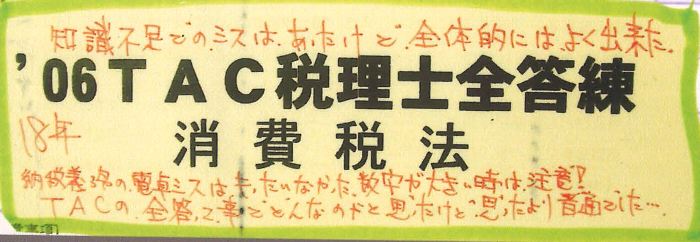 知識不足でのミスは、あったけど、全体的にはよく出来た。
'06TAC税理士全答練
18年
消費税法
納税義務の、電卓ミスはもったいなかった、数字が大きい時は、注意!
TACの、全答って事でどんなのかと思ったけど思ったより普通でした…